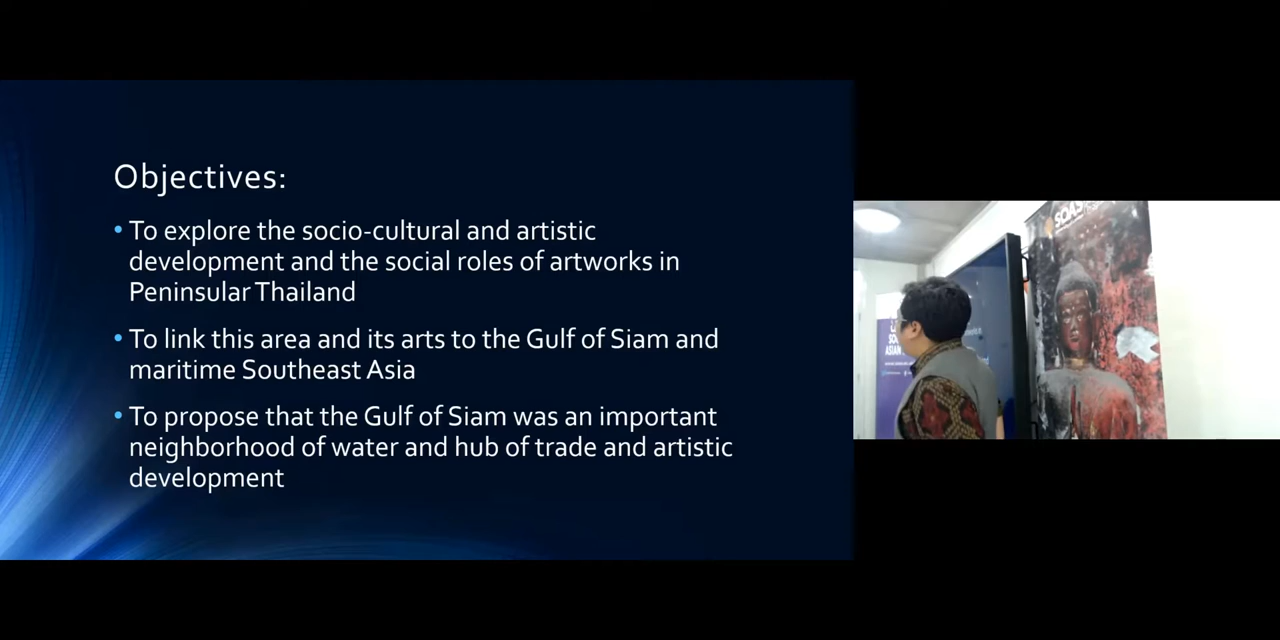 Objectives:
• To explore the socio-cultural and artistic
development and the social roles of artworks in
Peninsular Thailand
• To link this area and its arts to the Gulf of Siam and
maritime Southeast Asia
• To propose that the Gulf of Siam was an important
neighborhood of water and hub of trade and artistic
development
SOAS
ASIAN